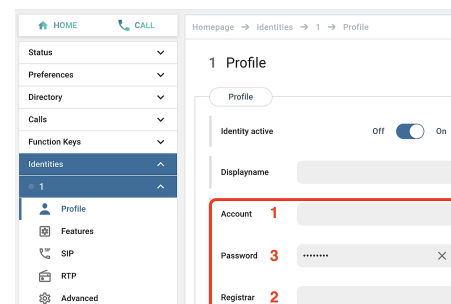 HOME
CALL
Homepage → Identities → 1 → Profile
Status
Preferences
Directory
Calls
Function Keys
Identities
1
Profile
Features
SIP
RTP
Advanced
1 Profile
Profile
Identity active Off On
Displayname
Account 1
Password 3 ••••••••
Registrar 2